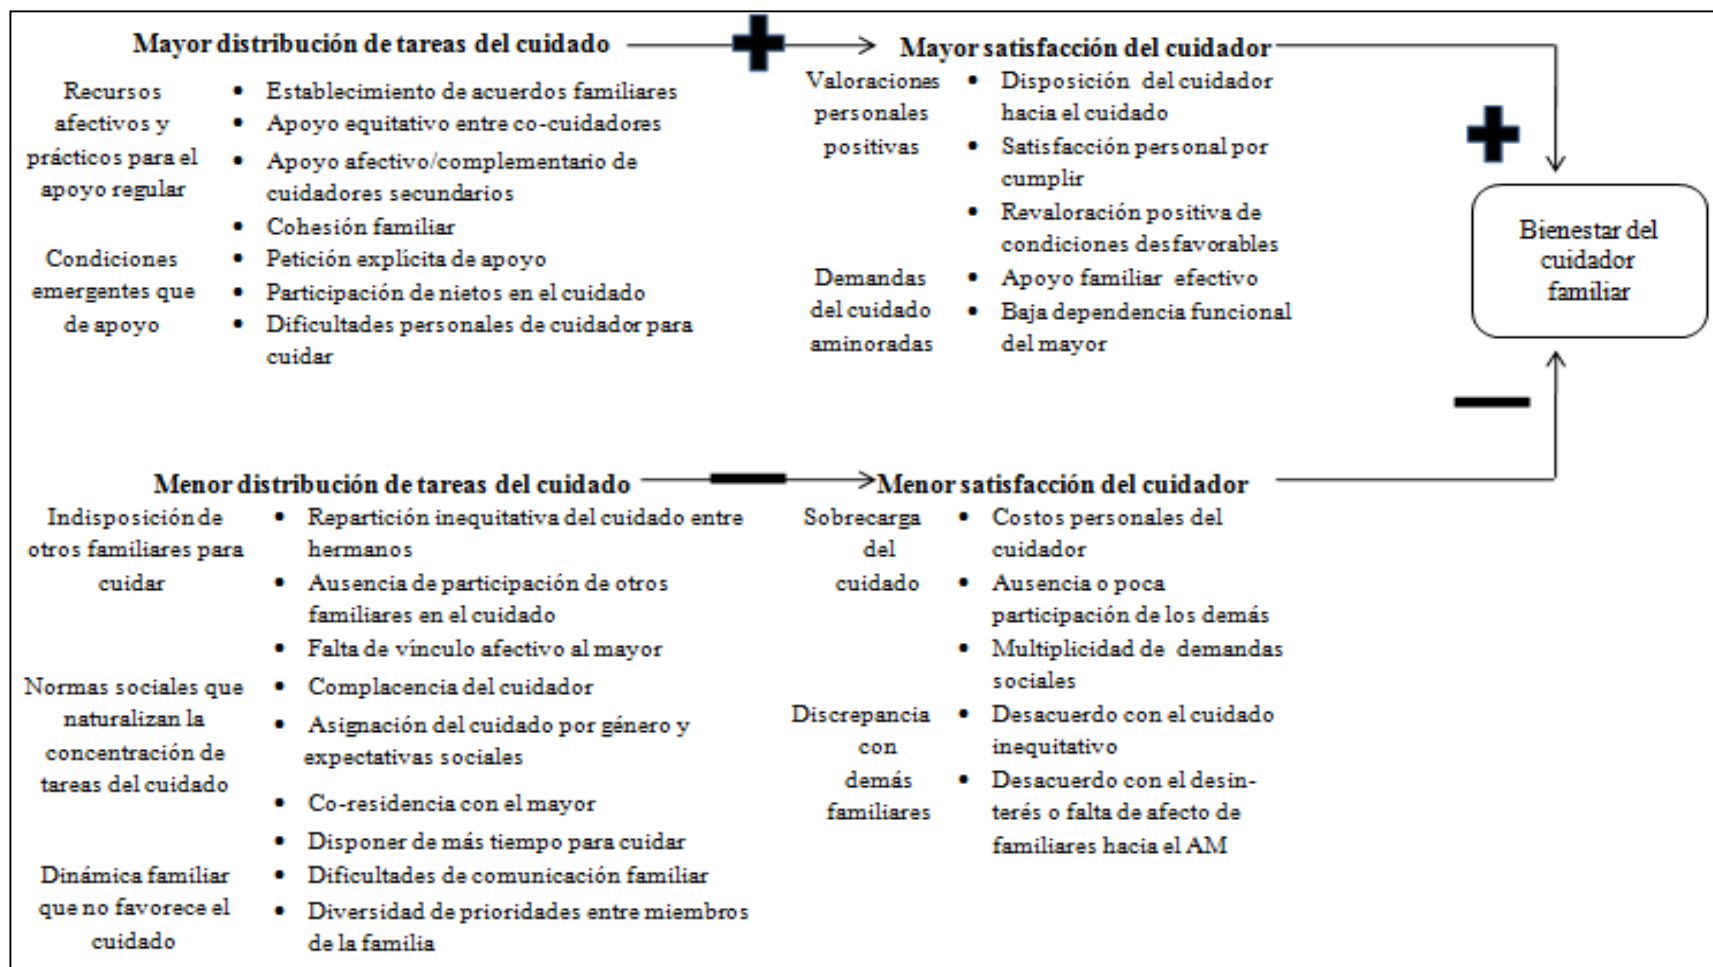 Mayor distribución de tareas del cuidado
Recursos
afectivos y
prácticos para el
apoyo regular
• Establecimiento de acuerdos familiares
• Apoyo equitativo entre co-cuidadores
• Apoyo afectivo/complementario de
cuidadores secundarios
• Cohesión familiar
Condiciones
emergentes que
de apoyo
• Petición explícita de apoyo
• Participación de nietos en el cuidado
• Dificultades personales de cuidador para
cuidar
Mayor satisfacción del cuidador
Valoraciones
personales
positivas
• Disposición del cuidador
hacia el cuidado
• Satisfacción personal por
cumplir
• Revaloración positiva de
condiciones desfavorables
Demandas
del cuidado
aminoradas
• Apoyo familiar efectivo
• Baja dependencia funcional
del mayor
Bienestar del
cuidador
familiar
Menor distribución de tareas del cuidado
Indisposición de
otros familiares para
cuidar
• Repartición inequitativa del cuidado entre
hermanos
• Ausencia de participación de otros
familiares en el cuidado
• Falta de vínculo afectivo al mayor
Normas sociales que
naturalizan la
concentración de
tareas del cuidado
• Complacencia del cuidador
• Asignación del cuidado por género y
expectativas sociales
• Co-residencia con el mayor
• Disponer de más tiempo para cuidar
Dinámica familiar
que no favorece el
cuidado
• Dificultades de comunicación familiar
• Diversidad de prioridades entre miembros
de la familia
Menor satisfacción del cuidador
Sobrecarga
del
cuidado
• Costos personales del
cuidador
• Ausencia o poca
participación de los demás
• Multiplicidad de demandas
sociales
Discrepancia
con
demás
familiares
• Desacuerdo con el cuidado
inequitativo
• Desacuerdo con el desin-
terés o falta de afecto de
familiares hacia el AM